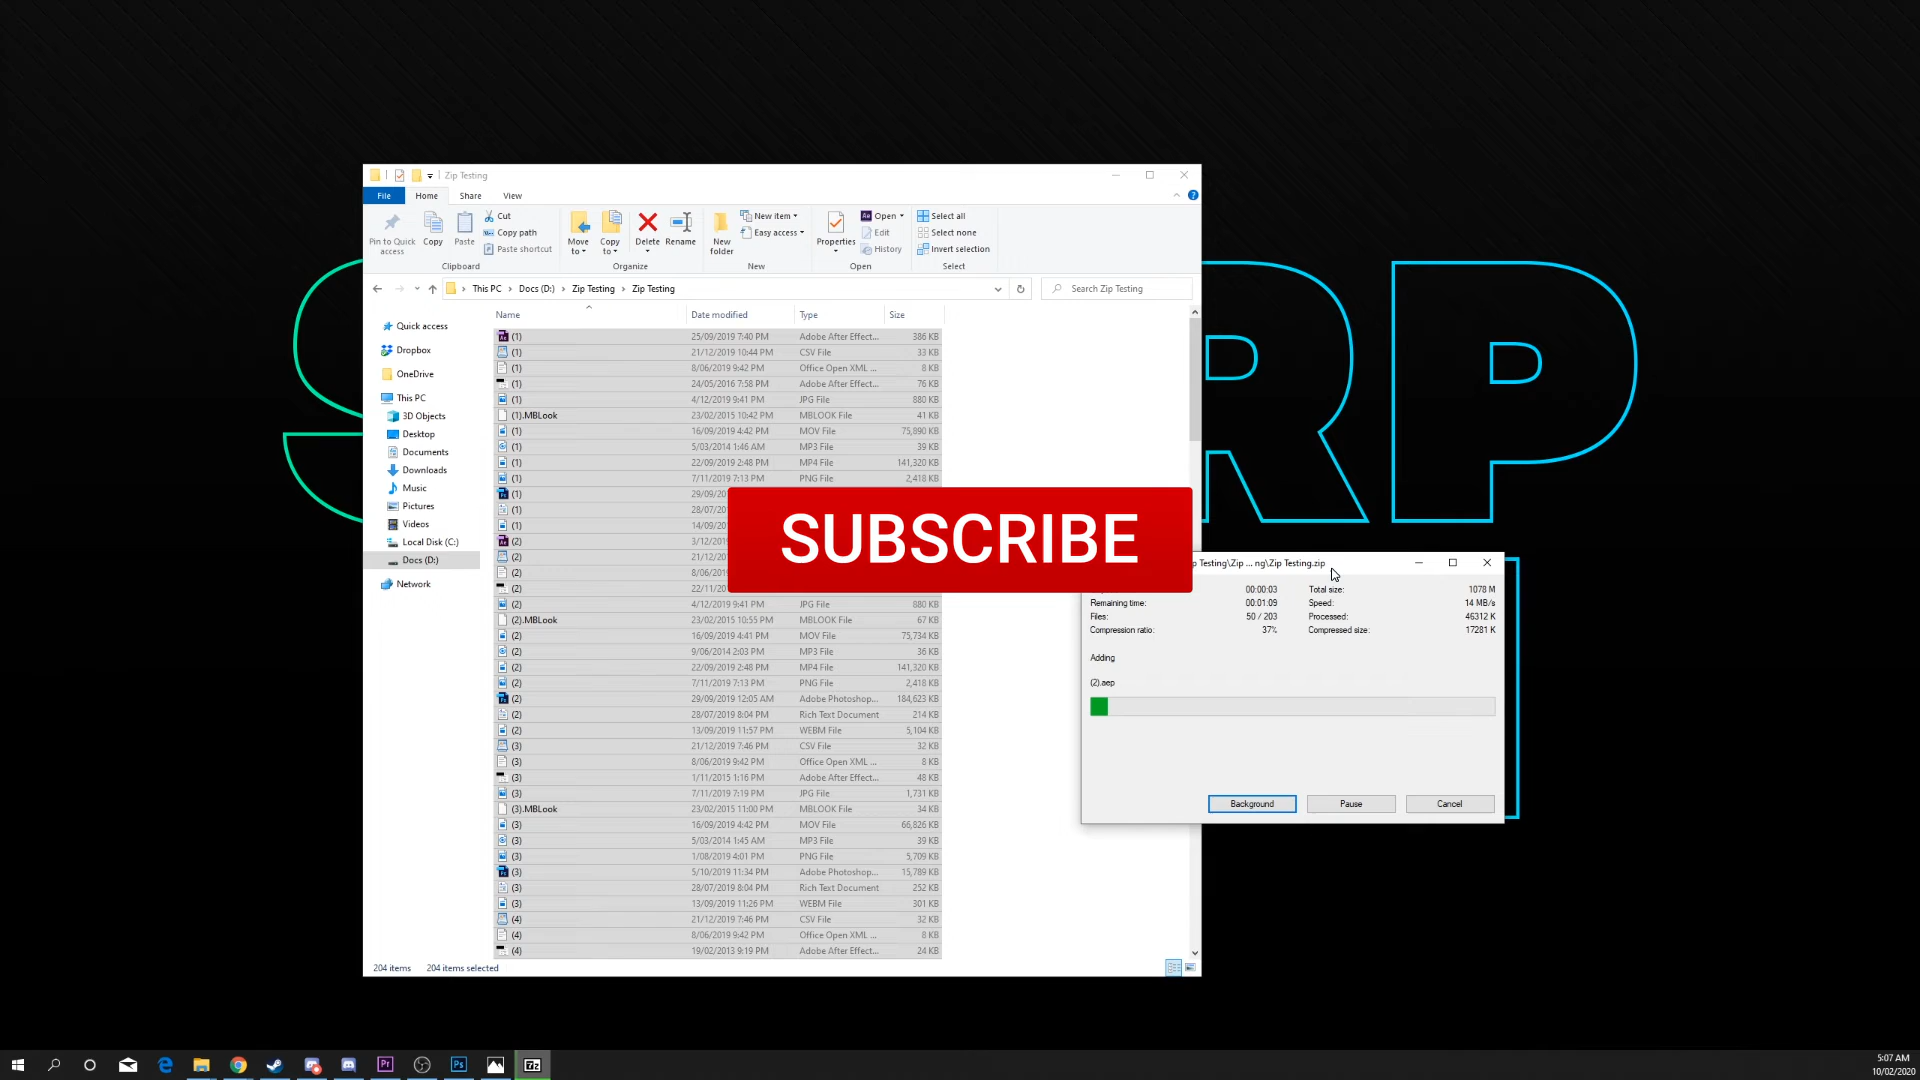 Zip Testing
File Home Share View
Pin to Quick access
Copy
Paste
Cut
Copy path
Paste shortcut
Clipboard
Move to
Copy to
Delete
Rename
Organize
New folder
New item
Easy access
New
Properties
Open
Edit
History
Open
Select all
Select none
Invert selection
Select
This PC > Docs (D:) > Zip Testing > Zip Testing
Search Zip Testing
Quick access
Dropbox
OneDrive
This PC
3D Objects
Desktop
Documents
Downloads
Music
Pictures
Videos
Local Disk (C:)
Docs (D:)
Network
Name Date modified Type Size
(1) 25/09/2019 7:40 PM Adobe After Effect... 386 KB
(1) 21/12/2019 10:44 PM CSV File 33 KB
(1) 8/06/2019 9:42 PM Office Open XML ... 8 KB
(1) 24/05/2016 7:58 PM Adobe After Effect... 76 KB
(1) 4/12/2019 9:41 PM JPG File 880 KB
(1).MBLook 23/02/2015 10:42 PM MBLOOK File 41 KB
(1) 16/09/2019 4:42 PM MOV File 75,890 KB
(1) 5/03/2014 1:46 AM MP3 File 39 KB
(1) 22/09/2019 2:48 PM MP4 File 141,320 KB
(1) 7/11/2019 7:13 PM PNG File 2,418 KB
(1) 29/09/20
(1) 28/07/20
(1) 14/09/20
(2) 3/12/20
(2) 21/12/20
(2) 8/06/20
(2) 22/11/20
(2) 4/12/2019 9:41 PM JPG File 880 KB
(2).MBLook 23/02/2015 10:55 PM MBLOOK File 67 KB
(2) 16/09/2019 4:41 PM MOV File 75,734 KB
(2) 9/06/2014 2:03 PM MP3 File 36 KB
(2) 22/09/2019 2:48 PM MP4 File 141,320 KB
(2) 7/11/2019 7:13 PM PNG File 2,418 KB
(2) 29/09/2019 12:05 AM Adobe Photoshop... 184,623 KB
(2) 28/07/2019 8:04 PM Rich Text Document 214 KB
(2) 13/09/2019 11:57 PM WEBM File 5,104 KB
(3) 21/12/2019 7:46 PM CSV File 32 KB
(3) 8/06/2019 9:42 PM Office Open XML ... 8 KB
(3) 1/11/2015 1:16 PM Adobe After Effect... 48 KB
(3) 7/11/2019 7:19 PM JPG File 1,731 KB
(3).MBLook 23/02/2015 11:00 PM MBLOOK File 34 KB
(3) 16/09/2019 4:42 PM MOV File 66,826 KB
(3) 5/03/2014 1:45 AM MP3 File 39 KB
(3) 1/08/2019 4:01 PM PNG File 5,709 KB
(3) 5/10/2019 11:34 PM Adobe Photoshop... 15,789 KB
(3) 28/07/2019 8:04 PM Rich Text Document 252 KB
(3) 13/09/2019 11:26 PM WEBM File 301 KB
(4) 21/12/2019 7:46 PM CSV File 32 KB
(4) 8/06/2019 9:42 PM Office Open XML ... 8 KB
(4) 19/02/2013 9:19 PM Adobe After Effect... 24 KB
204 items 204 items selected
SUBSCRIBE
p Testing\Zip ... ng\Zip Testing.zip
00:00:03 Total size: 1078 M
Remaining time: 00:01:09 Speed: 14 MB/s
Files: 50 / 203 Processed: 46312 K
Compression ratio: 37% Compressed size: 17281 K
Adding
(2).aep
Background Pause Cancel
RP
5:07 AM
10/02/2020